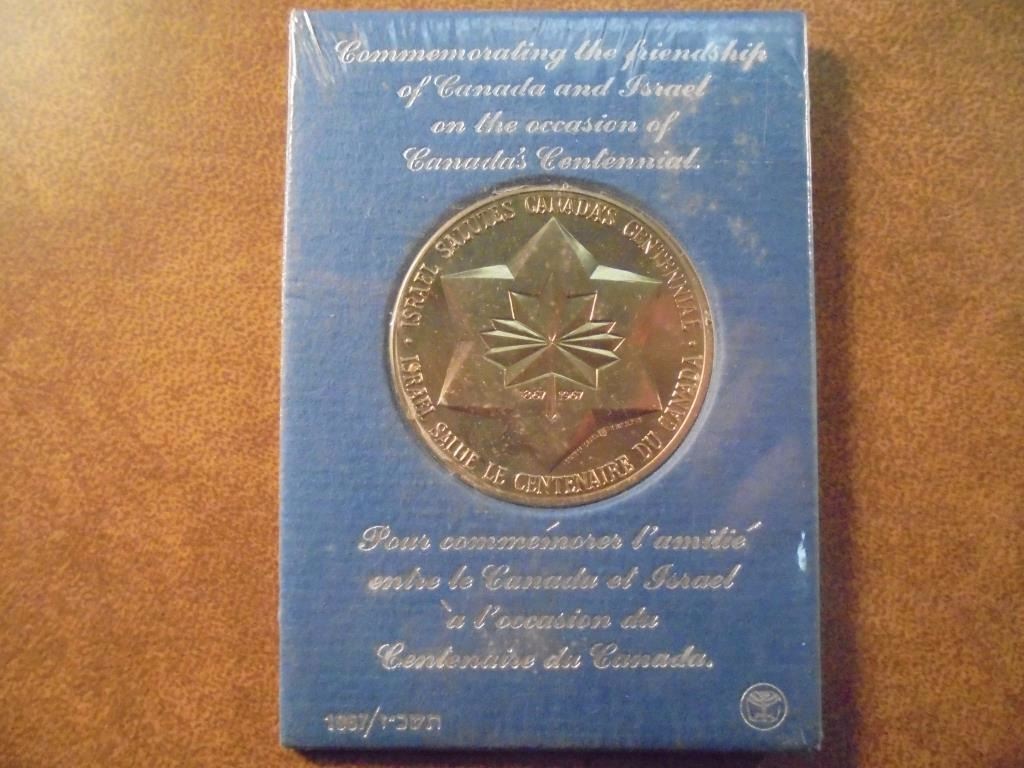 Commemorating the friendship
of Canada and Israel
on the occasion of
Canada's Centennial.
· ISRAEL SALUTES CANADA'S CENTENNIAL ·
ISRAEL SALUE LE CENTENAIRE DU CANADA
1867 1967
Pour commémorer l'amitié
entre le Canada et Israel
à l'occasion du
Centenaire du Canada.
1967/תשכ"ז